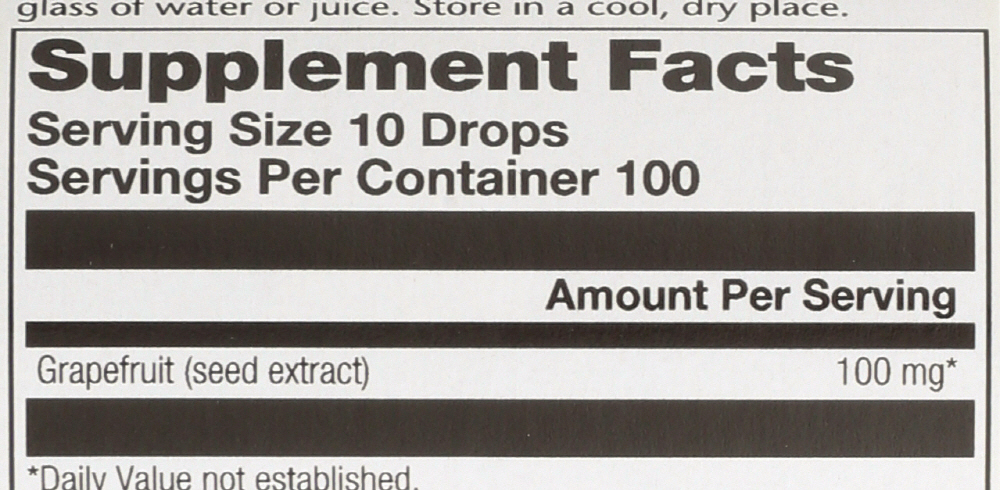 glass of water or juice. Store in a cool, dry place.
Supplement Facts
Serving Size 10 Drops
Servings Per Container 100
Amount Per Serving
Grapefruit (seed extract) 100 mg*
*Daily Value not established.